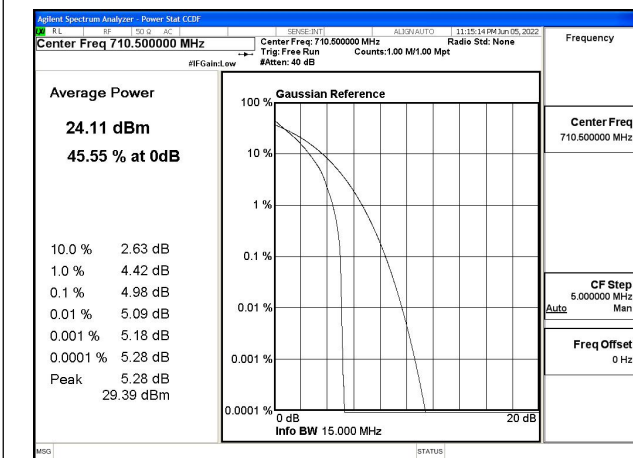 Agilent Spectrum Analyzer - Power Stat CCDF
RL RF 50 Ω AC SENSE:INT ALIGNAUTO 11:15:14 PM Jun 05, 2022
Center Freq 710.500000 MHz
Center Freq: 710.500000 MHz Radio Std: None
Trig: Free Run Counts:1.00 M/1.00 Mpt
#IFGain:Low #Atten: 40 dB
Frequency
Average Power
24.11 dBm
45.55 % at 0dB
10.0 % 2.63 dB
1.0 % 4.42 dB
0.1 % 4.98 dB
0.01 % 5.09 dB
0.001 % 5.18 dB
0.0001 % 5.28 dB
Peak 5.28 dB
29.39 dBm
Gaussian Reference
100 %
10 %
1 %
0.1 %
0.01 %
0.001 %
0.0001 %
0 dB 20 dB
Info BW 15.000 MHz
Center Freq
710.500000 MHz
CF Step
5.000000 MHz
Auto Man
Freq Offset
0 Hz
MSG STATUS